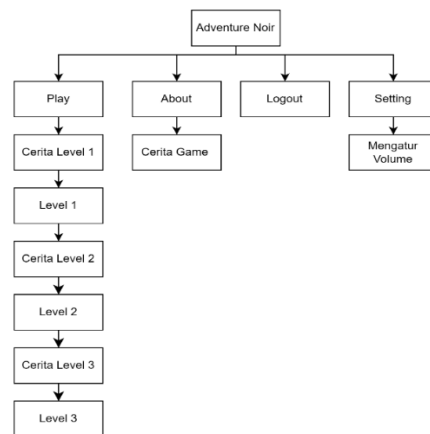 Adventure Noir
Play
About
Logout
Setting
Cerita Level 1
Cerita Game
Mengatur
Volume
Level 1
Cerita Level 2
Level 2
Cerita Level 3
Level 3